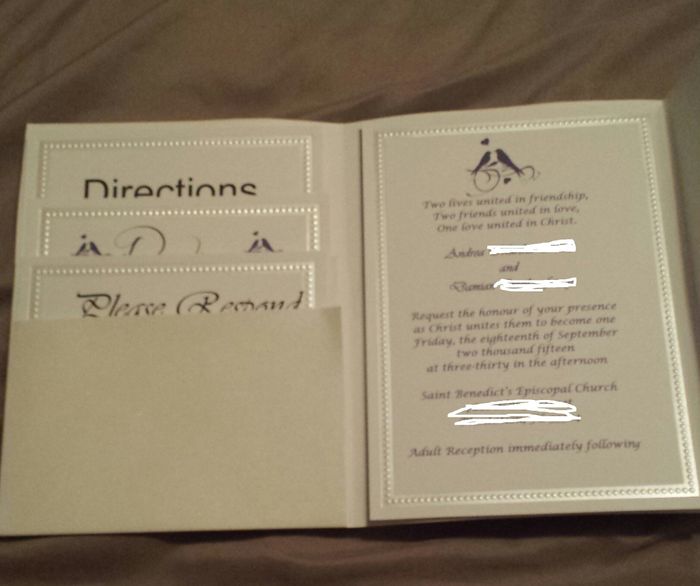 Directions
Please Respond
Two lives united in friendship,
Two friends united in love,
One love united in Christ.
Andrea
and
Damian
Request the honour of your presence
as Christ unites them to become one
Friday, the eighteenth of September
two thousand fifteen
at three-thirty in the afternoon
Saint Benedict's Episcopal Church
Adult Reception immediately following